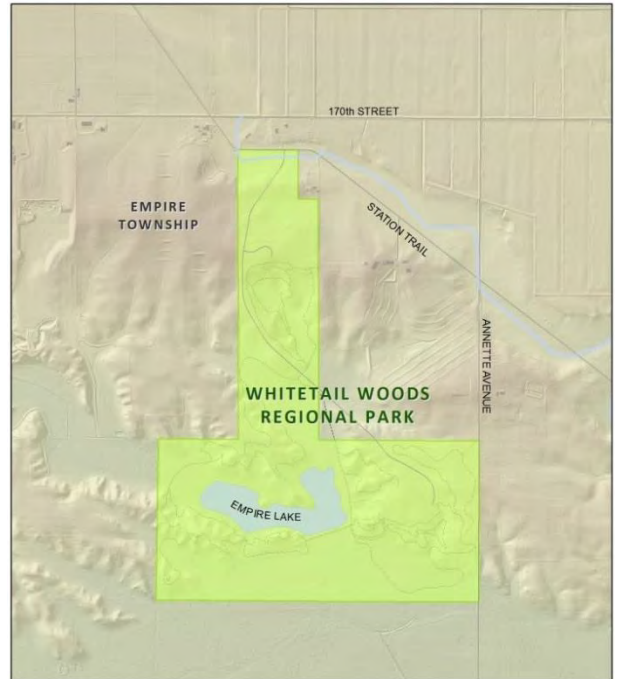 170th STREET
EMPIRE
TOWNSHIP
STATION TRAIL
ANNETTE AVENUE
WHITETAIL WOODS
REGIONAL PARK
EMPIRE LAKE